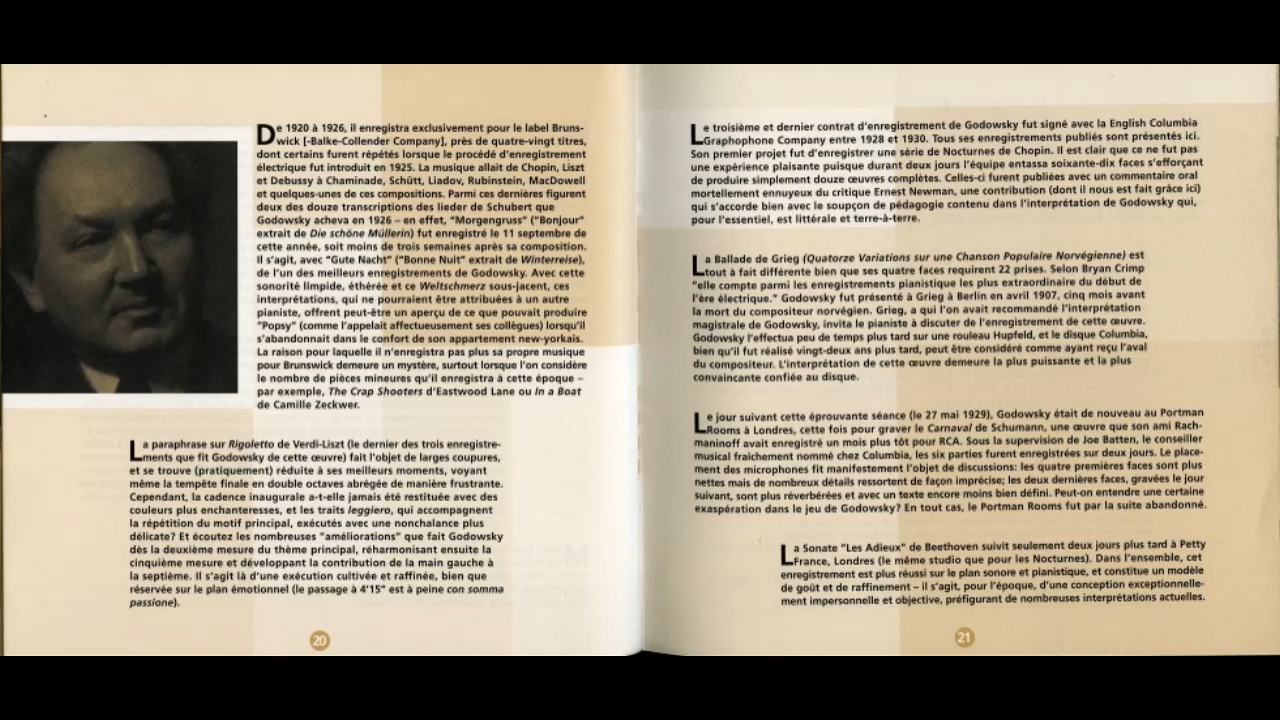 De 1920 à 1926, il enregistra exclusivement pour le label Bruns-
wick [-Balke-Collender Company], près de quatre-vingt titres,
dont certains furent répétés lorsque le procédé d'enregistrement
électrique fut introduit en 1925. La musique allait de Chopin, Liszt
et Debussy à Chaminade, Schütt, Liadov, Rubinstein, MacDowell
et quelques-unes de ces compositions. Parmi ces dernières figurent
deux des douze transcriptions des lieder de Schubert que
Godowsky acheva en 1926 – en effet, "Morgengruss" ("Bonjour"
extrait de Die schöne Müllerin) fut enregistré le 11 septembre de
cette année, soit moins de trois semaines après sa composition.
Il s'agit, avec "Gute Nacht" ("Bonne Nuit" extrait de Winterreise),
de l'un des meilleurs enregistrements de Godowsky. Avec cette
sonorité limpide, éthérée et ce Weltschmerz sous-jacent, ces
interprétations, qui ne pourraient être attribuées à un autre
pianiste, offrent peut-être un aperçu de ce que pouvait produire
"Popsy" (comme l'appelait affectueusement ses collègues) lorsqu'il
s'abandonnait dans le confort de son appartement new-yorkais.
La raison pour laquelle il n'enregistra pas plus sa propre musique
pour Brunswick demeure un mystère, surtout lorsque l'on considère
le nombre de pièces mineures qu'il enregistra à cette époque –
par exemple, The Crap Shooters d'Eastwood Lane ou In a Boat
de Camille Zeckwer.
La paraphrase sur Rigoletto de Verdi-Liszt (le dernier des trois enregistre-
ments que fit Godowsky de cette œuvre) fait l'objet de larges coupures,
et se trouve (pratiquement) réduite à ses meilleurs moments, voyant
même la tempête finale en double octaves abrégée de manière frustrante.
Cependant, la cadence inaugurale a-t-elle jamais été restituée avec des
couleurs plus enchanteresses, et les traits leggiero, qui accompagnent
la répétition du motif principal, exécutés avec une nonchalance plus
délicate? Et écoutez les nombreuses "améliorations" que fait Godowsky
dès la deuxième mesure du thème principal, réharmonisant ensuite la
cinquième mesure et développant la contribution de la main gauche à
la septième. Il s'agit là d'une exécution cultivée et raffinée, bien que
réservée sur le plan émotionnel (le passage à 4'15" est à peine con somma
passione).
20
Le troisième et dernier contrat d'enregistrement de Godowsky fut signé avec la English Columbia
Graphophone Company entre 1928 et 1930. Tous ses enregistrements publiés sont présentés ici.
Son premier projet fut d'enregistrer une série de Nocturnes de Chopin. Il est clair que ce ne fut pas
une expérience plaisante puisque durant deux jours l'équipe entassa soixante-dix faces s'efforçant
de produire simplement douze œuvres complètes. Celles-ci furent publiées avec un commentaire oral
mortellement ennuyeux du critique Ernest Newman, une contribution (dont il nous est fait grâce ici)
qui s'accorde bien avec le soupçon de pédagogie contenu dans l'interprétation de Godowsky qui,
pour l'essentiel, est littérale et terre-à-terre.
La Ballade de Grieg (Quatorze Variations sur une Chanson Populaire Norvégienne) est
tout à fait différente bien que ses quatre faces requirent 22 prises. Selon Bryan Crimp
"elle compte parmi les enregistrements pianistique les plus extraordinaire du début de
l'ère électrique." Godowsky fut présenté à Grieg à Berlin en avril 1907, cinq mois avant
la mort du compositeur norvégien. Grieg, a qui l'on avait recommandé l'interprétation
magistrale de Godowsky, invita le pianiste à discuter de l'enregistrement de cette œuvre.
Godowsky l'effectua peu de temps plus tard sur une rouleau Hupfeld, et le disque Columbia,
bien qu'il fut réalisé vingt-deux ans plus tard, peut être considéré comme ayant reçu l'aval
du compositeur. L'interprétation de cette œuvre demeure la plus puissante et la plus
convaincante confiée au disque.
Le jour suivant cette éprouvante séance (le 27 mai 1929), Godowsky était de nouveau au Portman
Rooms à Londres, cette fois pour graver le Carnaval de Schumann, une œuvre que son ami Rach-
maninoff avait enregistré un mois plus tôt pour RCA. Sous la supervision de Joe Batten, le conseiller
musical fraîchement nommé chez Columbia, les six parties furent enregistrées sur deux jours. Le place-
ment des microphones fit manifestement l'objet de discussions: les quatre premières faces sont plus
nettes mais de nombreux détails ressortent de façon imprécise; les deux dernières faces, gravées le jour
suivant, sont plus réverbérées et avec un texte encore moins bien défini. Peut-on entendre une certaine
exaspération dans le jeu de Godowsky? En tout cas, le Portman Rooms fut par la suite abandonné.
La Sonate "Les Adieux" de Beethoven suivit seulement deux jours plus tard à Petty
France, Londres (le même studio que pour les Nocturnes). Dans l'ensemble, cet
enregistrement est plus réussi sur le plan sonore et pianistique, et constitue un modèle
de goût et de raffinement – il s'agit, pour l'époque, d'une conception exceptionnelle-
ment impersonnelle et objective, préfigurant de nombreuses interprétations actuelles.
21